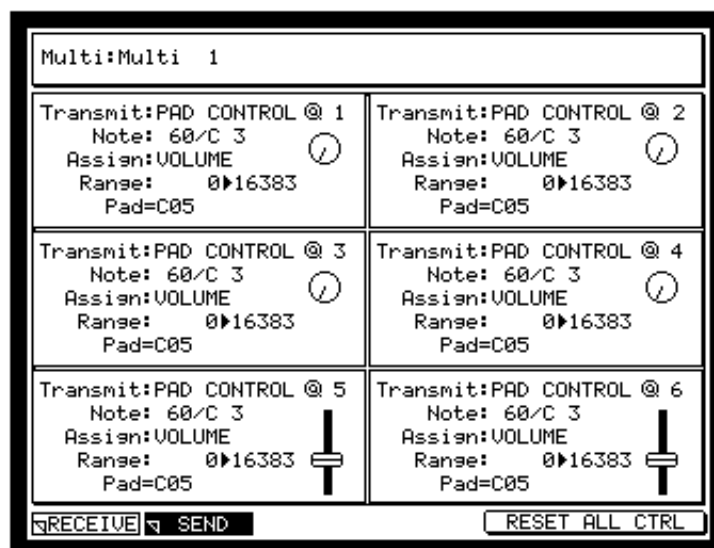 Multi:Multi 1
Transmit:PAD CONTROL @ 1
Note: 60/C 3
Assign:VOLUME
Range: 0▶16383
Pad=C05
Transmit:PAD CONTROL @ 2
Note: 60/C 3
Assign:VOLUME
Range: 0▶16383
Pad=C05
Transmit:PAD CONTROL @ 3
Note: 60/C 3
Assign:VOLUME
Range: 0▶16383
Pad=C05
Transmit:PAD CONTROL @ 4
Note: 60/C 3
Assign:VOLUME
Range: 0▶16383
Pad=C05
Transmit:PAD CONTROL @ 5
Note: 60/C 3
Assign:VOLUME
Range: 0▶16383
Pad=C05
Transmit:PAD CONTROL @ 6
Note: 60/C 3
Assign:VOLUME
Range: 0▶16383
Pad=C05
RECEIVE SEND RESET ALL CTRL